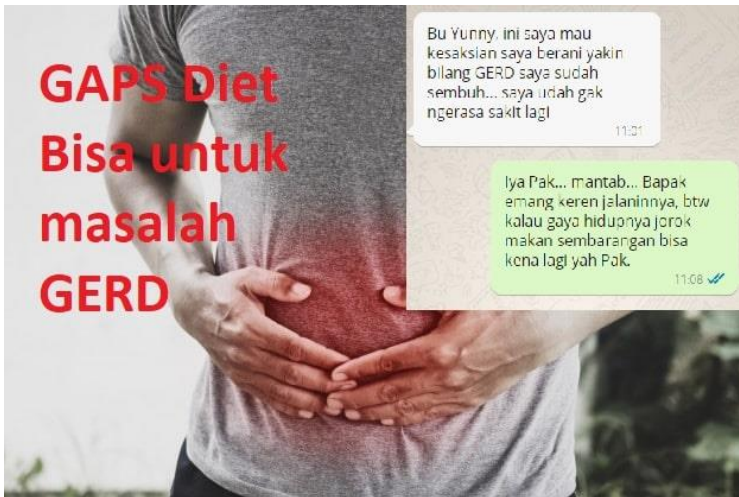 GAPS Diet
Bisa untuk
masalah
GERD
Bu Yunny, ini saya mau
kesaksian saya berani yakin
bilang GERD saya sudah
sembuh... saya udah gak
ngerasa sakit lagi
11:01
Iya Pak... mantab... Bapak
emang keren jalaninnya, btw
kalau gaya hidupnya jorok
makan sembarangan bisa
kena lagi yah Pak.
11:08